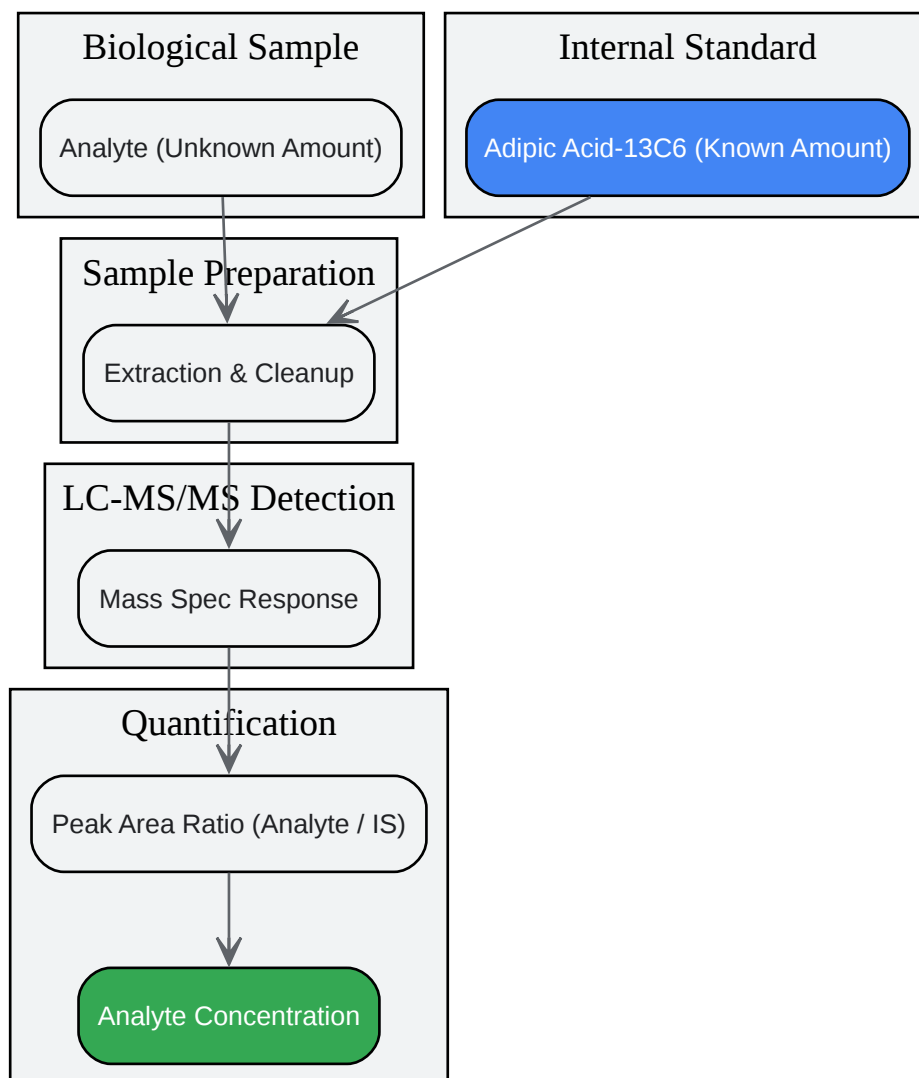 Biological Sample
Internal Standard
Analyte (Unknown Amount)
Adipic Acid-13C6 (Known Amount)
Sample Preparation
Extraction & Cleanup
LC-MS/MS Detection
Mass Spec Response
Quantification
Peak Area Ratio (Analyte / IS)
Analyte Concentration